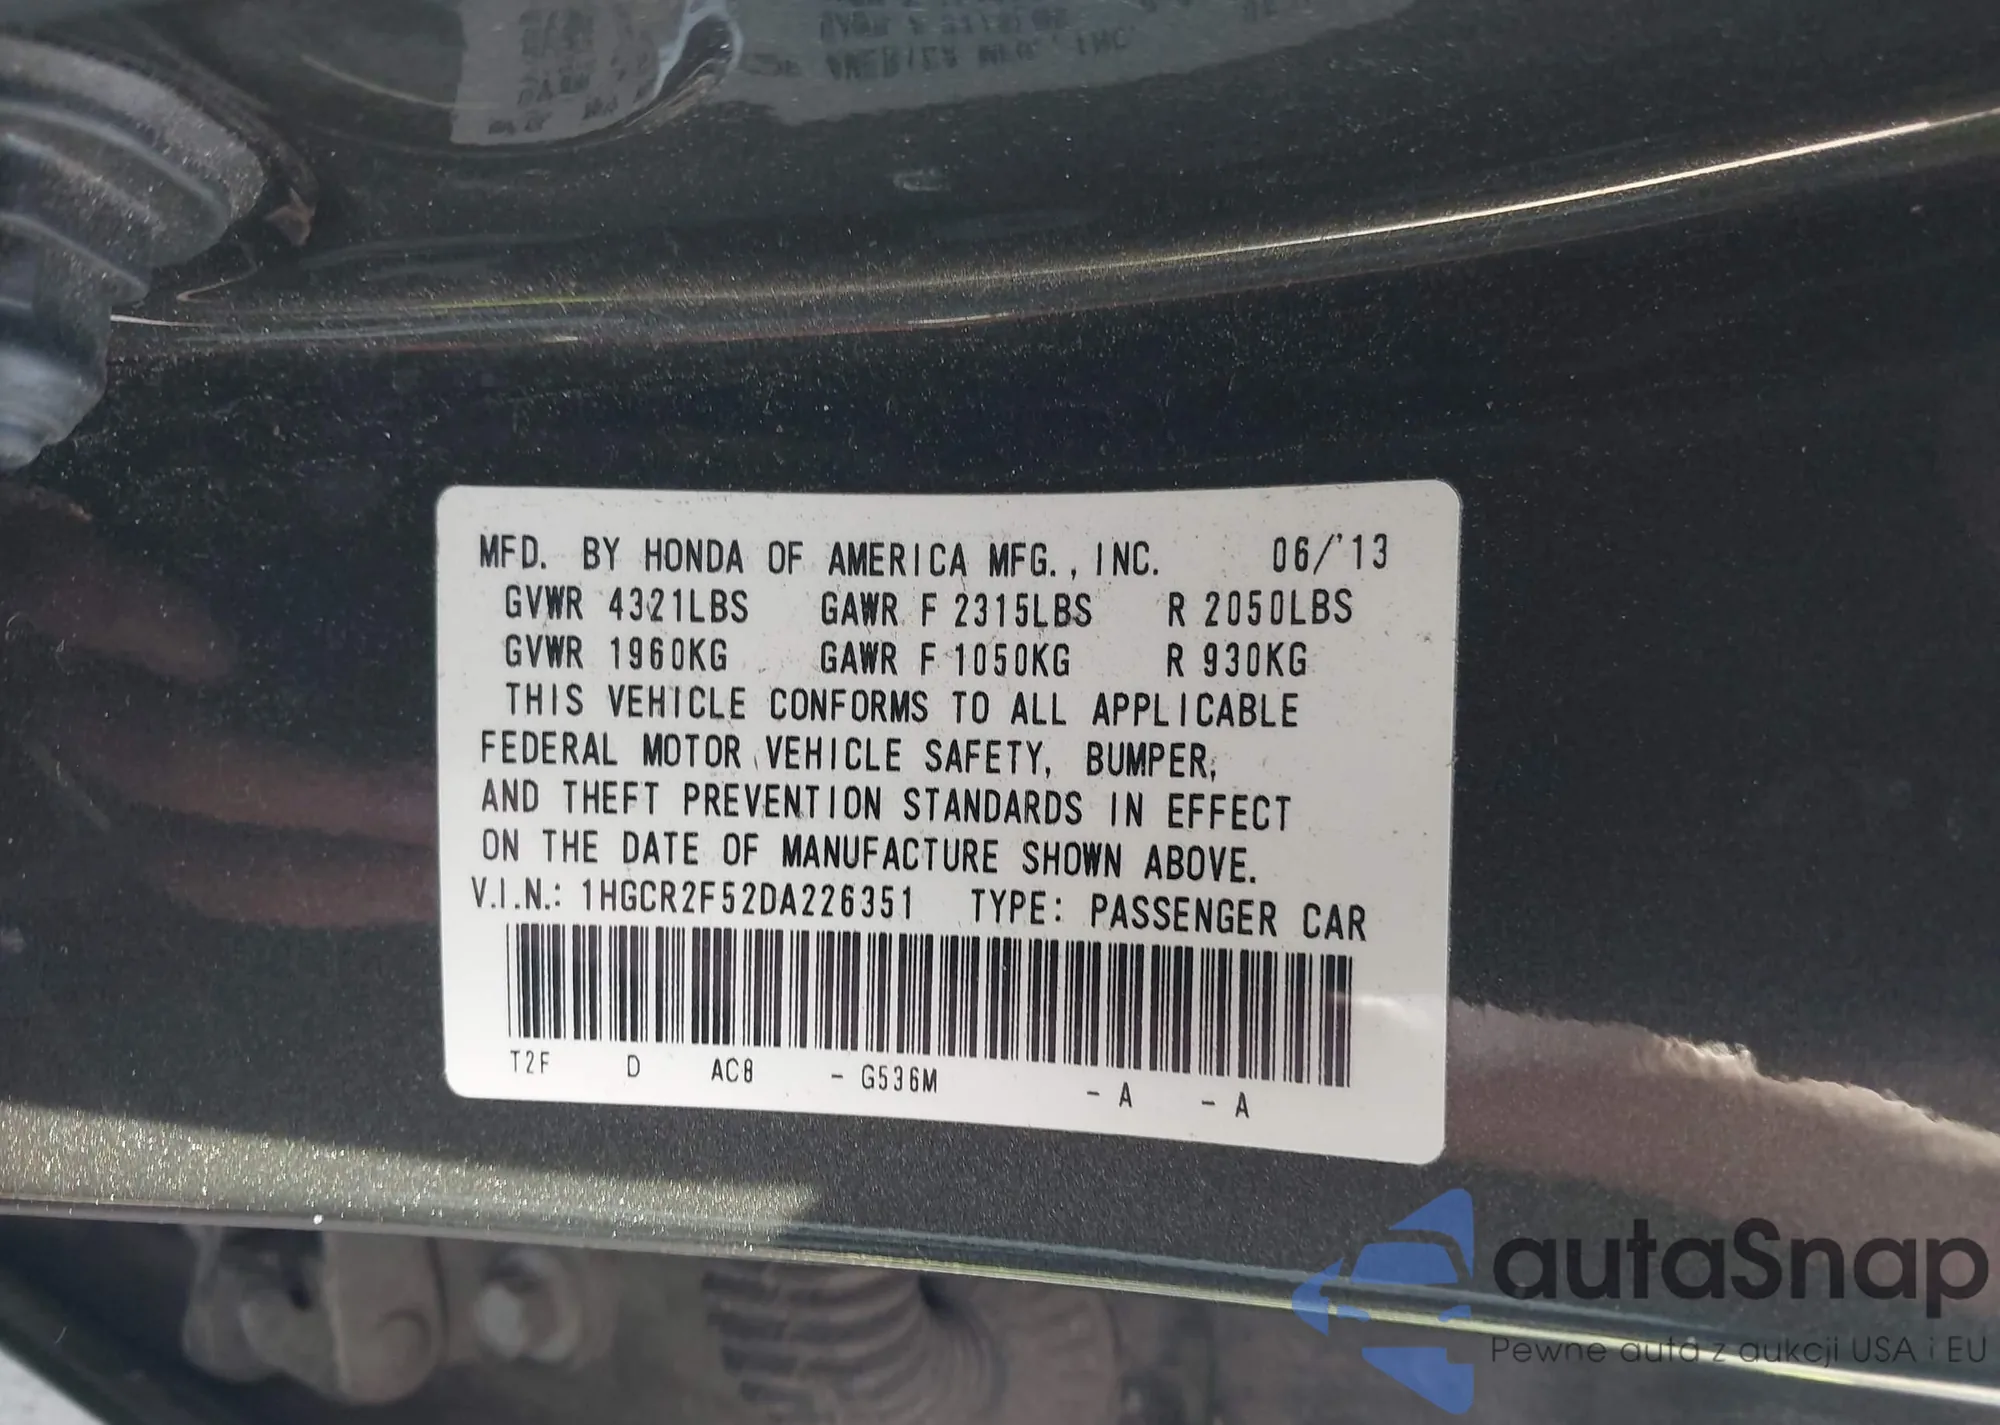 MFD. BY HONDA OF AMERICA MFG., INC. 06/'13
GVWR 4321LBS GAWR F 2315LBS R 2050LBS
GVWR 1960KG GAWR F 1050KG R 930KG
THIS VEHICLE CONFORMS TO ALL APPLICABLE
FEDERAL MOTOR VEHICLE SAFETY, BUMPER,
AND THEFT PREVENTION STANDARDS IN EFFECT
ON THE DATE OF MANUFACTURE SHOWN ABOVE.
V.I.N.: 1HGCR2F52DA226351 TYPE: PASSENGER CAR
T2F D AC8 - G536M - A - A
autaSnap
Pewne auta z aukcji USA i EU